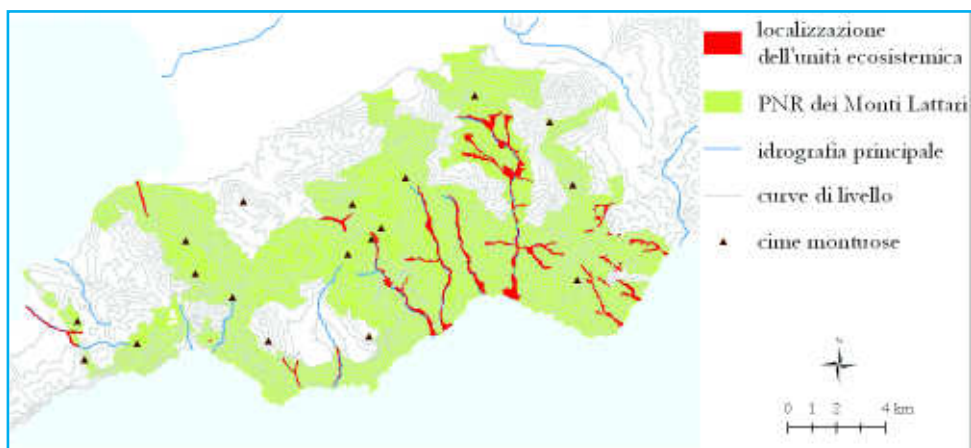 localizzazione
dell'unità ecosistemica
PNR dei Monti Lattari
idrografia principale
curve di livello
cime montuose
N
0 1 2 4 km